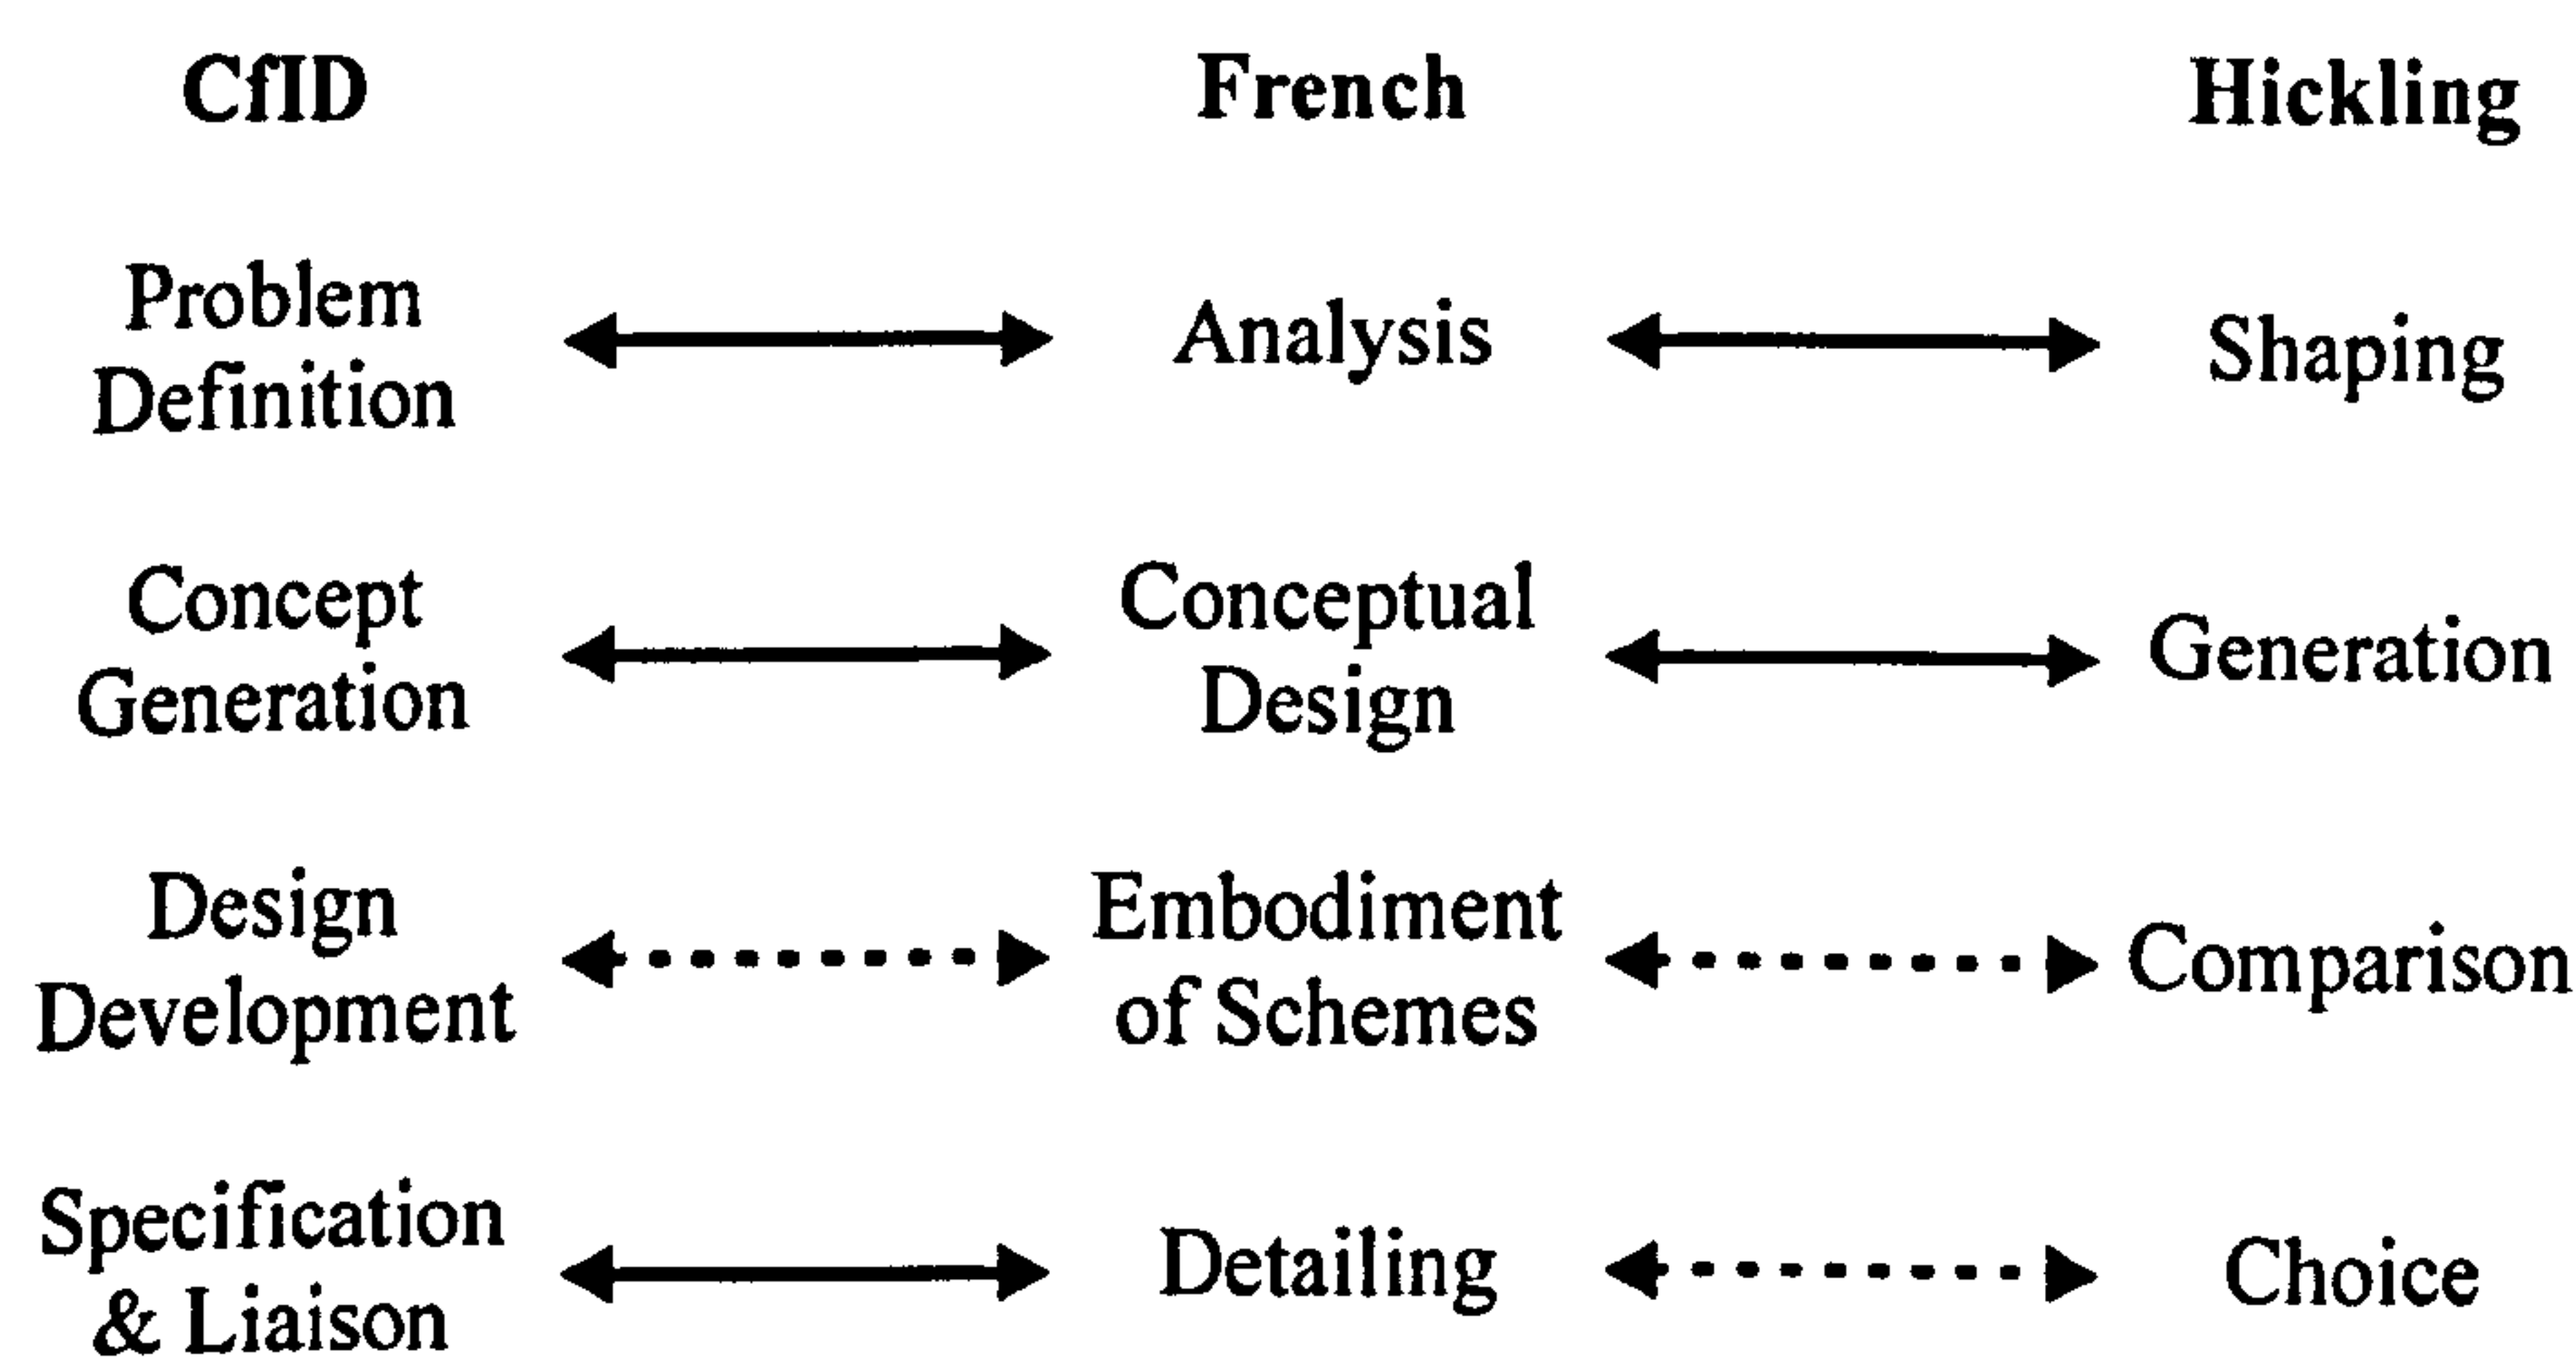 CfID French Hickling
Problem
Definition
Analysis
Shaping
Concept
Generation
Conceptual
Design
Generation
Design
Development
Embodiment
of Schemes
Comparison
Specification
& Liaison
Detailing
Choice